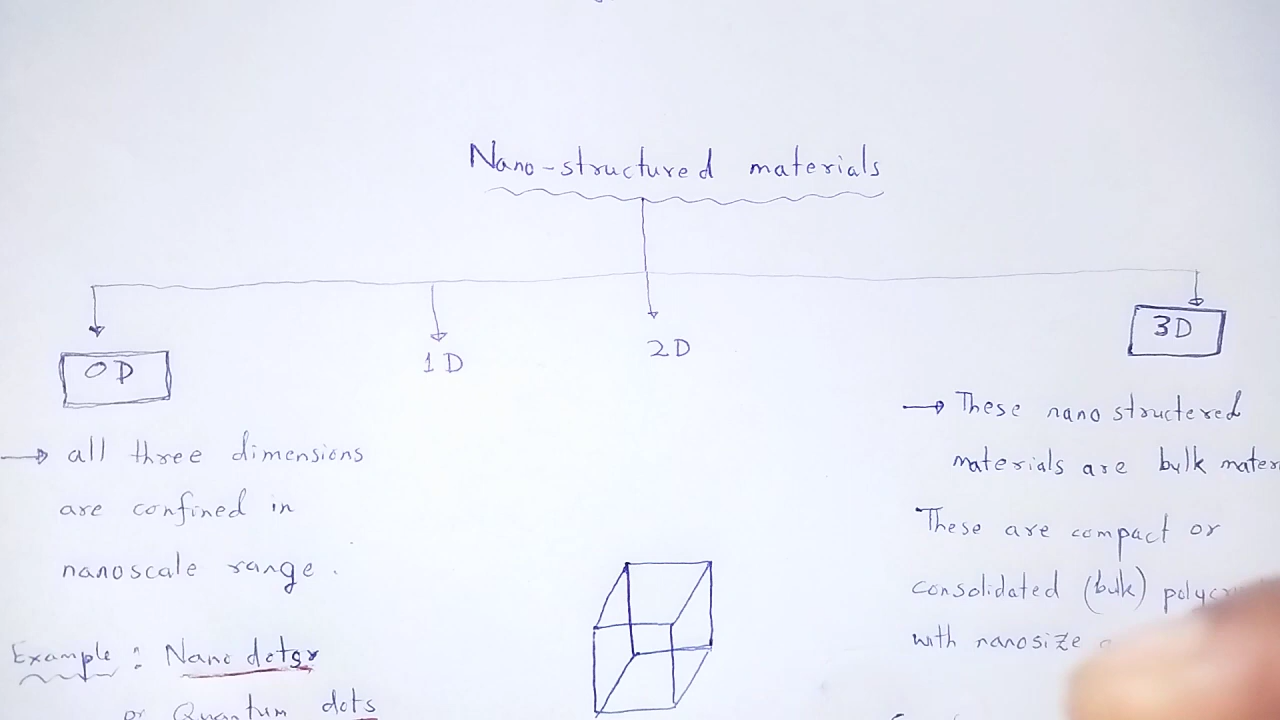 Nano-structured materials
0D
1D
2D
3D
→ all three dimensions
are confined in
nanoscale range.
Example : Nano dots
or Quantum dots
→ These nano structered
materials are bulk
These are compact or
consolidated (bulk)
with nanosize